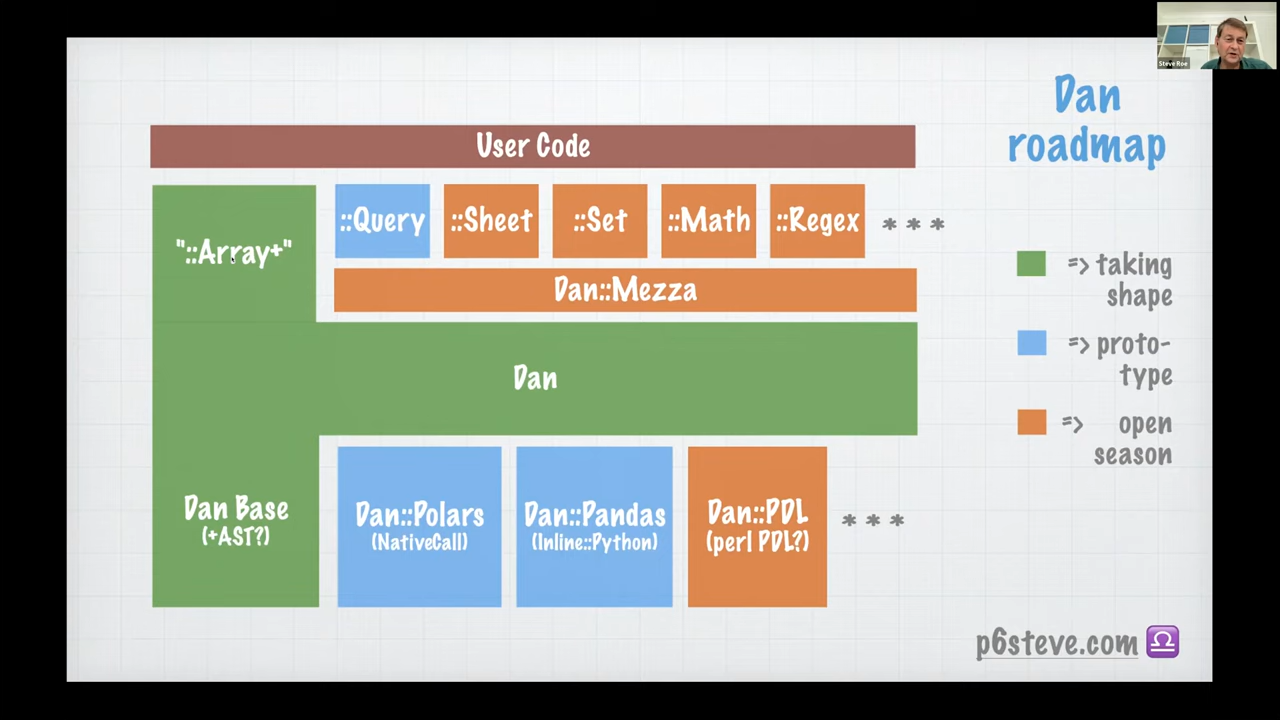 Steve Roe
Dan
roadmap
User Code
"::Array+"
::Query
::Sheet
::Set
::Math
::Regex
* * *
Dan::Mezza
Dan
Dan Base
(+AST?)
Dan::Polars
(NativeCall)
Dan::Pandas
(Inline::Python)
Dan::PDL
(perl PDL?)
* * *
=> taking
shape
=> proto-
type
=> open
season
p6steve.com